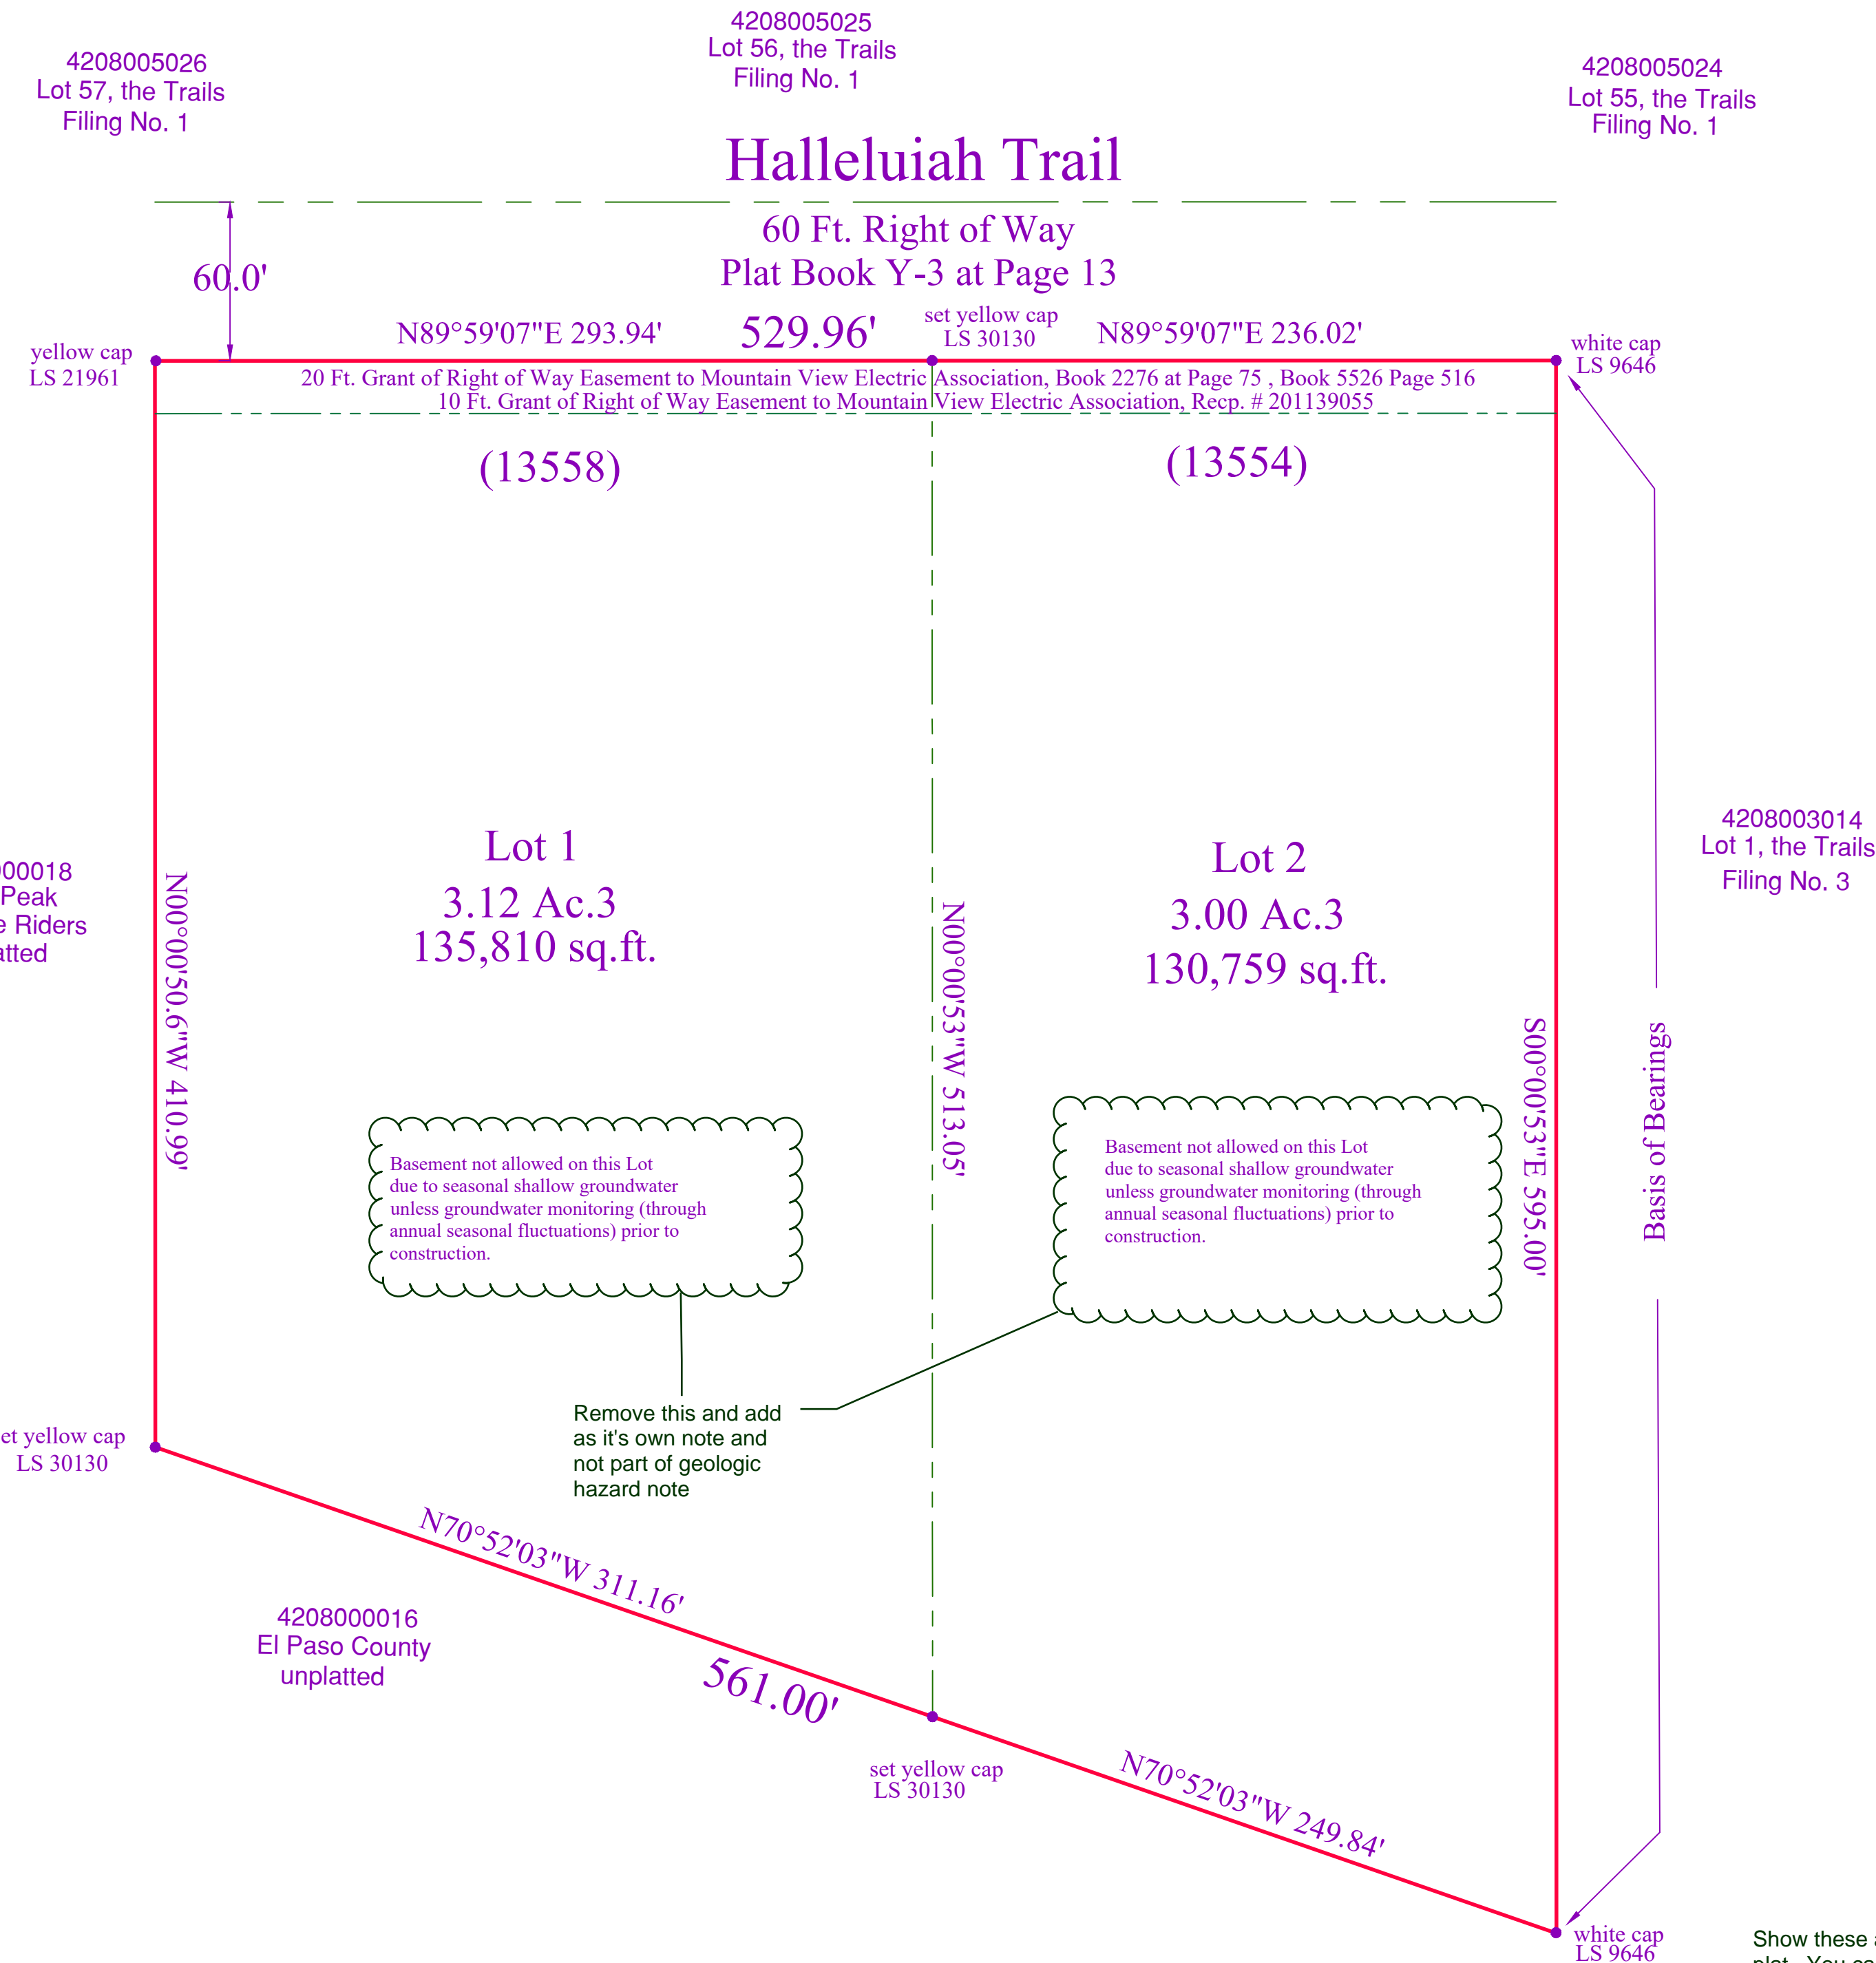 4208005026
Lot 57, the Trails
Filing No. 1
4208005025
Lot 56, the Trails
Filing No. 1
4208005024
Lot 55, the Trails
Filing No. 1
Halleluiah Trail
60 Ft. Right of Way
Plat Book Y-3 at Page 13
60.0'
N89°59'07"E 293.94'
529.96'
set yellow cap
LS 30130
N89°59'07"E 236.02'
yellow cap
LS 21961
white cap
LS 9646
20 Ft. Grant of Right of Way Easement to Mountain View Electric Association, Book 2276 at Page 75 , Book 5526 Page 516
10 Ft. Grant of Right of Way Easement to Mountain View Electric Association, Recp. # 201139055
(13558)
(13554)
Lot 1
3.12 Ac.3
135,810 sq.ft.
Lot 2
3.00 Ac.3
130,759 sq.ft.
4208003014
Lot 1, the Trails
Filing No. 3
00018
Peak
e Riders
atted
N00°00'50.6"W 410.99'
N00°00'53"W 513.05'
S00°00'53"E 595.00'
Basis of Bearings
Basement not allowed on this Lot
due to seasonal shallow groundwater
unless groundwater monitoring (through
annual seasonal fluctuations) prior to
construction.
Basement not allowed on this Lot
due to seasonal shallow groundwater
unless groundwater monitoring (through
annual seasonal fluctuations) prior to
construction.
Remove this and add
as it's own note and
not part of geologic
hazard note
et yellow cap
LS 30130
N70°52'03"W 311.16'
4208000016
El Paso County
unplatted
561.00'
set yellow cap
LS 30130
N70°52'03"W 249.84'
white cap
LS 9646
Show these